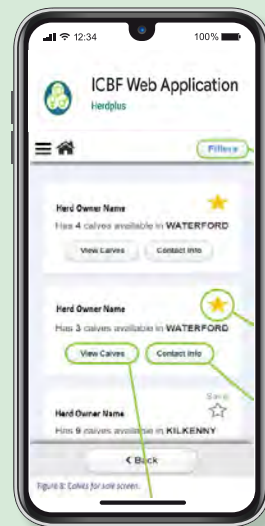 12:34 100%
ICBF Web Application
Herdplus
Filters
Herd Owner Name
Has 4 calves available in WATERFORD
View Calves Contact Info
Herd Owner Name
Has 3 calves available in WATERFORD
View Calves Contact Info
Save
Herd Owner Name
Has 9 calves available in KILKENNY
< Back
Figure 8: Calves for sale screen.